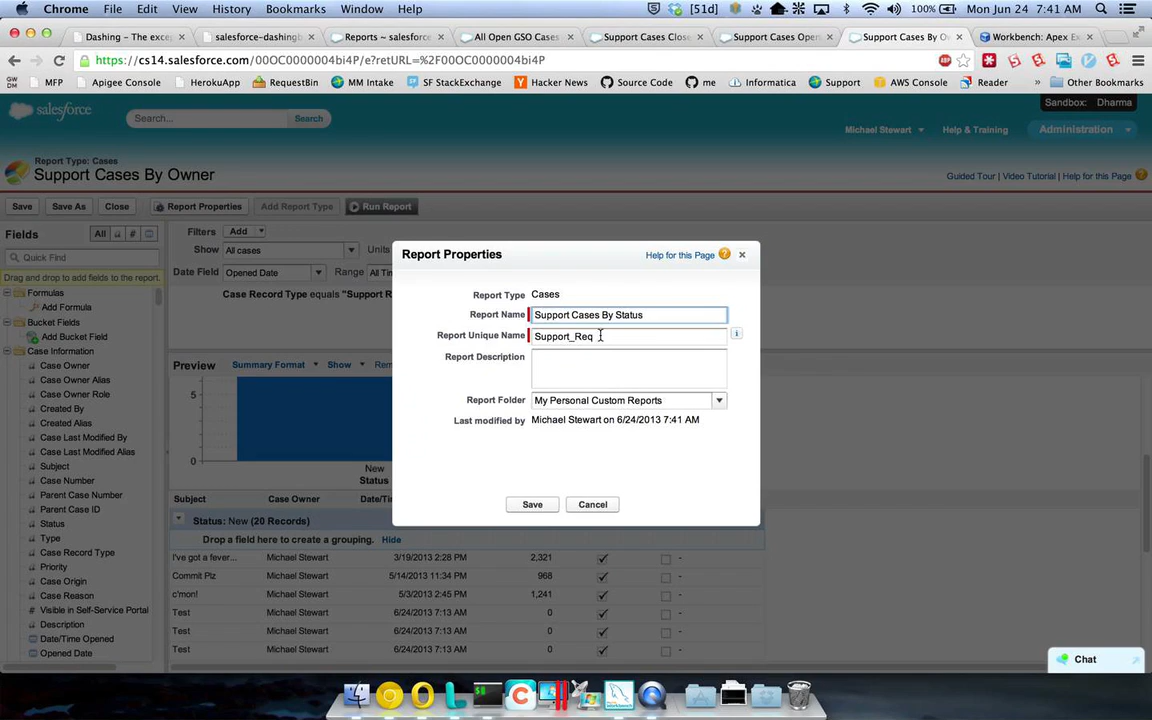 Chrome File Edit View History Bookmarks Window Help [51d] 100% Mon Jun 24 7:41 AM
Dashing - The exc salesforce-dashingb Reports ~ salesforce All Open GSO Cases Support Cases Close Support Cases Open Support Cases By Ow Workbench: Apex Ex
https://cs14.salesforce.com/00OC0000004bi4P/e?retURL=%2F00OC0000004bi4P
MFP Apigee Console HerokuApp RequestBin MM Intake SF StackExchange Hacker News Source Code me Informatica Support AWS Console Reader » Other Bookmarks
Sandbox: Dharma
salesforce Search... Search
Michael Stewart Help & Training Administration
Report Type: Cases
Support Cases By Owner
Guided Tour | Video Tutorial | Help for this Page
Save Save As Close Report Properties Add Report Type Run Report
Fields All # Filters Add
Quick Find Show All cases Units
Drag and drop to add fields to the report. Date Field Opened Date Range All Tim
Formulas
Case Record Type equals "Support R
Add Formula
Bucket Fields
Add Bucket Field
Case Information
Case Owner
Case Owner Alias
Case Owner Role
Created By
Created Alias
Case Last Modified By
Case Last Modified Alias
Subject
Case Number
Parent Case Number
Parent Case ID
Status
Type
Case Record Type
Priority
Case Origin
Case Reason
# Visible in Self-Service Portal
Description
Date/Time Opened
Opened Date
Preview Summary Format Show Rem
5
0
New
Status
Subject Case Owner Date/Tim
Status: New (20 Records)
Drop a field here to create a grouping. Hide
I've got a fever... Michael Stewart 3/19/2013 2:28 PM 2,321 -
Commit Plz Michael Stewart 5/14/2013 11:34 PM 968 -
c'mon! Michael Stewart 5/3/2013 2:45 PM 1,241 -
Test Michael Stewart 6/24/2013 7:13 AM 0 -
Test Michael Stewart 6/24/2013 7:13 AM 0 -
Test Michael Stewart 6/24/2013 7:13 AM 0 -
Report Properties Help for this Page
Report Type Cases
Report Name Support Cases By Status
Report Unique Name Support_Req
Report Description
Report Folder My Personal Custom Reports
Last modified by Michael Stewart on 6/24/2013 7:41 AM
Save Cancel
Chat